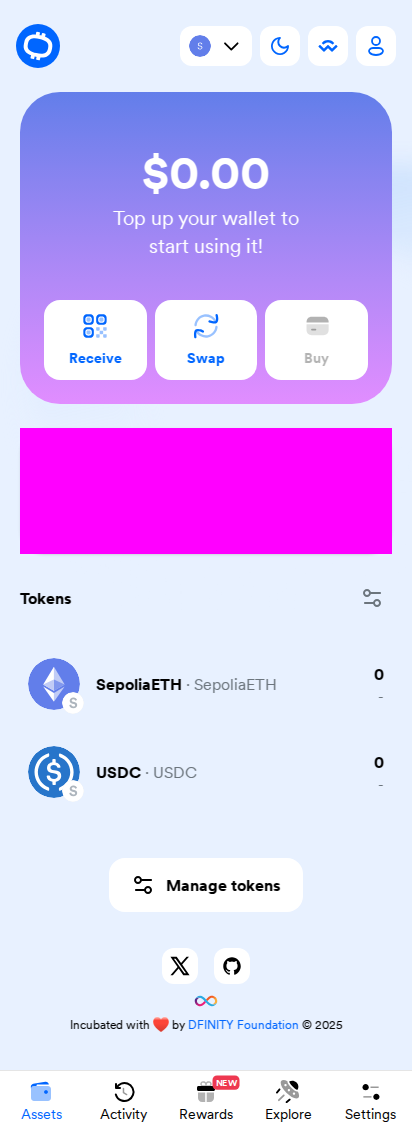 S
$0.00
Top up your wallet to
start using it!
Receive
Swap
Buy
Tokens
SepoliaETH · SepoliaETH
0
S
-
USDC · USDC
0
S
-
Manage tokens
Incubated with ❤️ by DFINITY Foundation © 2025
NEW
Assets
Activity
Rewards
Explore
Settings